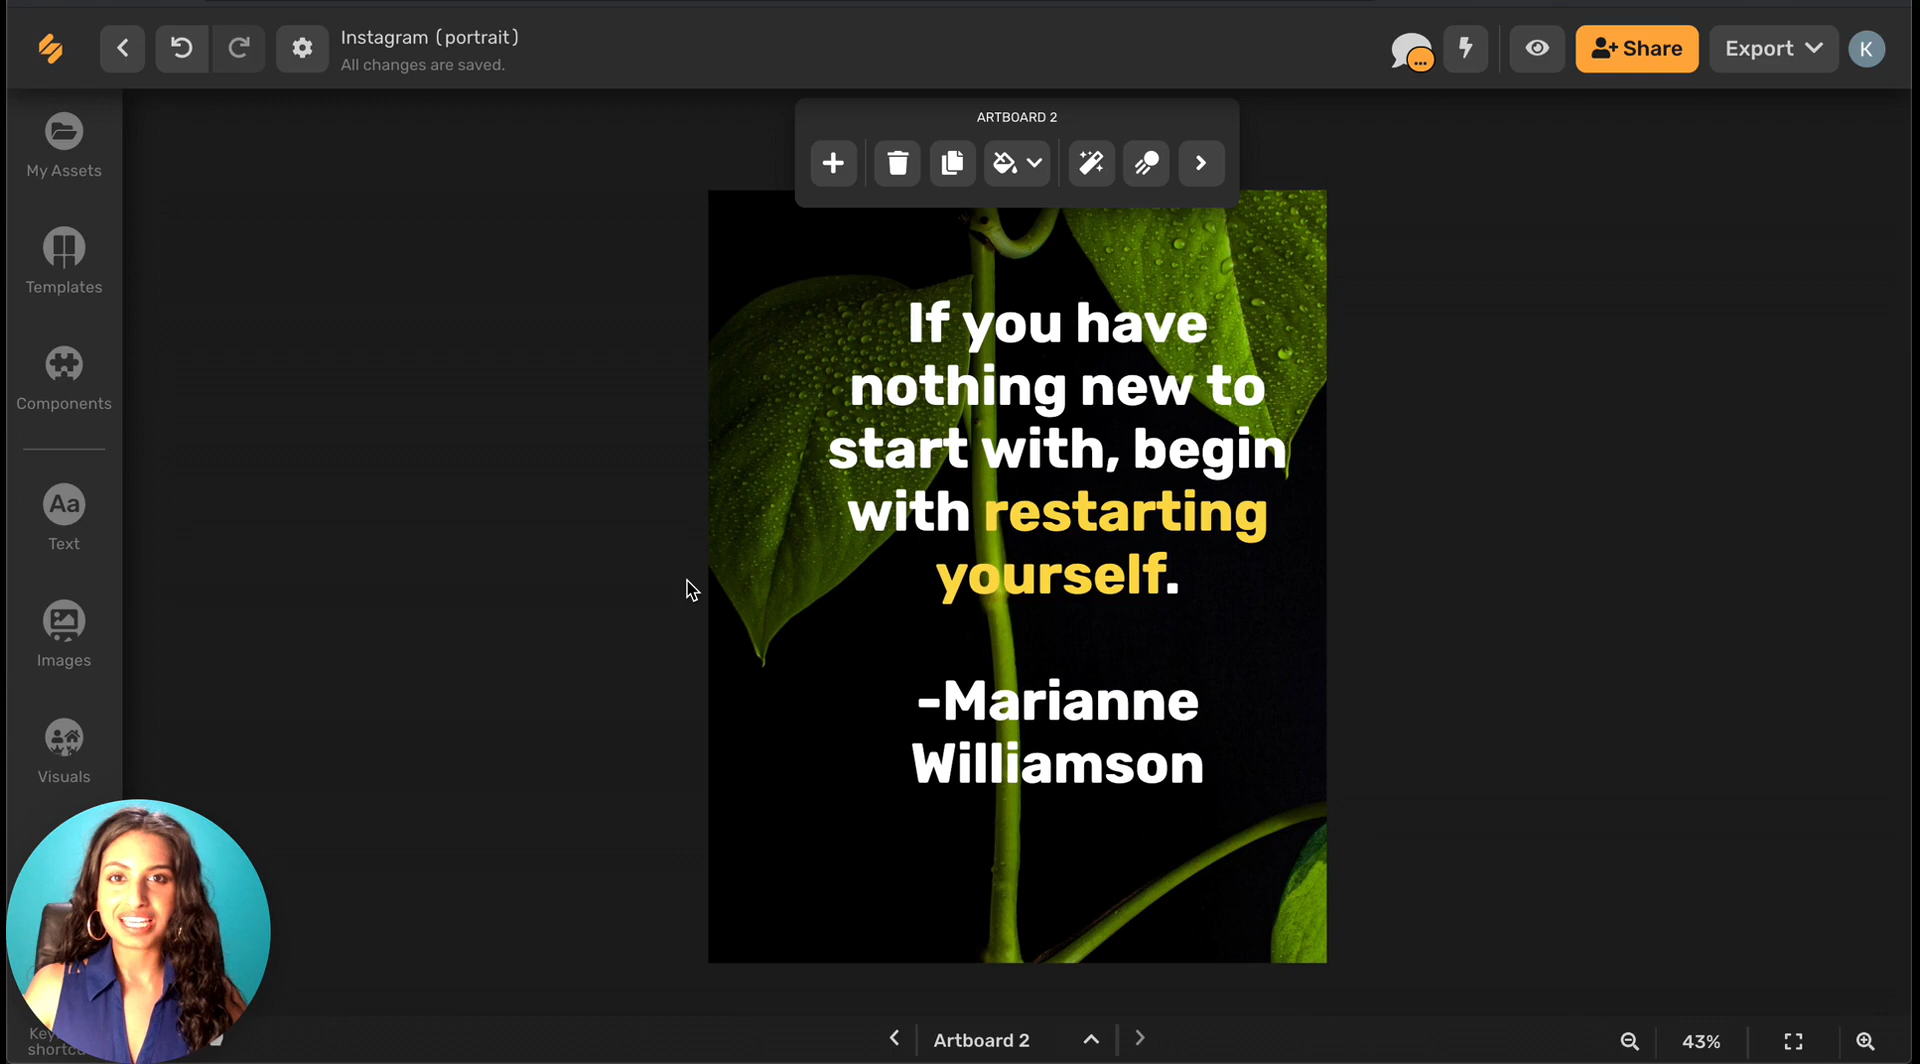 Instagram (portrait)
All changes are saved.
Share
Export
K
ARTBOARD 2
My Assets
Templates
Components
Aa
Text
Images
Visuals
If you have
nothing new to
start with, begin
with restarting
yourself.
-Marianne
Williamson
Artboard 2
43%